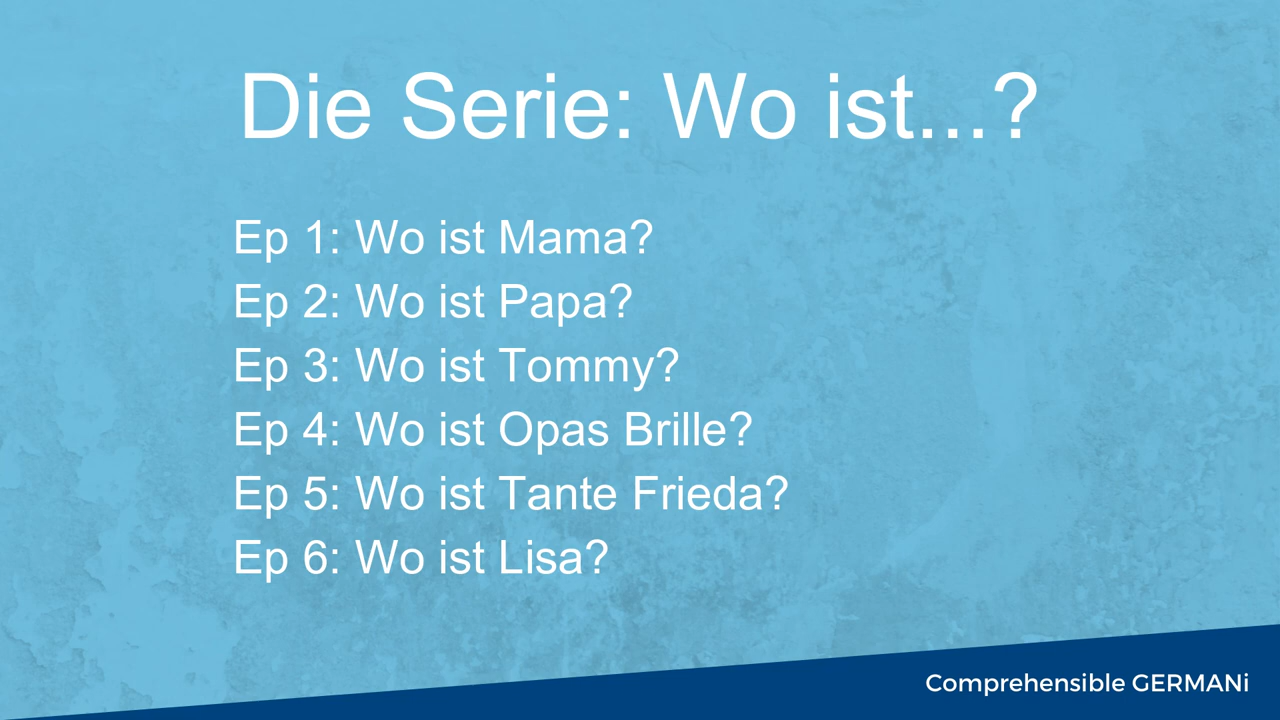 Die Serie: Wo ist...?
Ep 1: Wo ist Mama?
Ep 2: Wo ist Papa?
Ep 3: Wo ist Tommy?
Ep 4: Wo ist Opas Brille?
Ep 5: Wo ist Tante Frieda?
Ep 6: Wo ist Lisa?
Comprehensible GERMANi